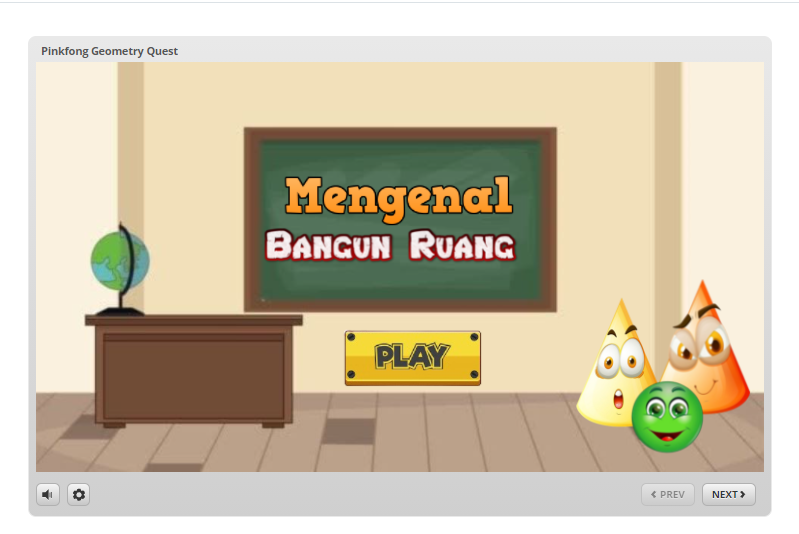 Pinkfong Geometry Quest
Mengenal
BANGUN RUANG
PLAY
PREV
NEXT